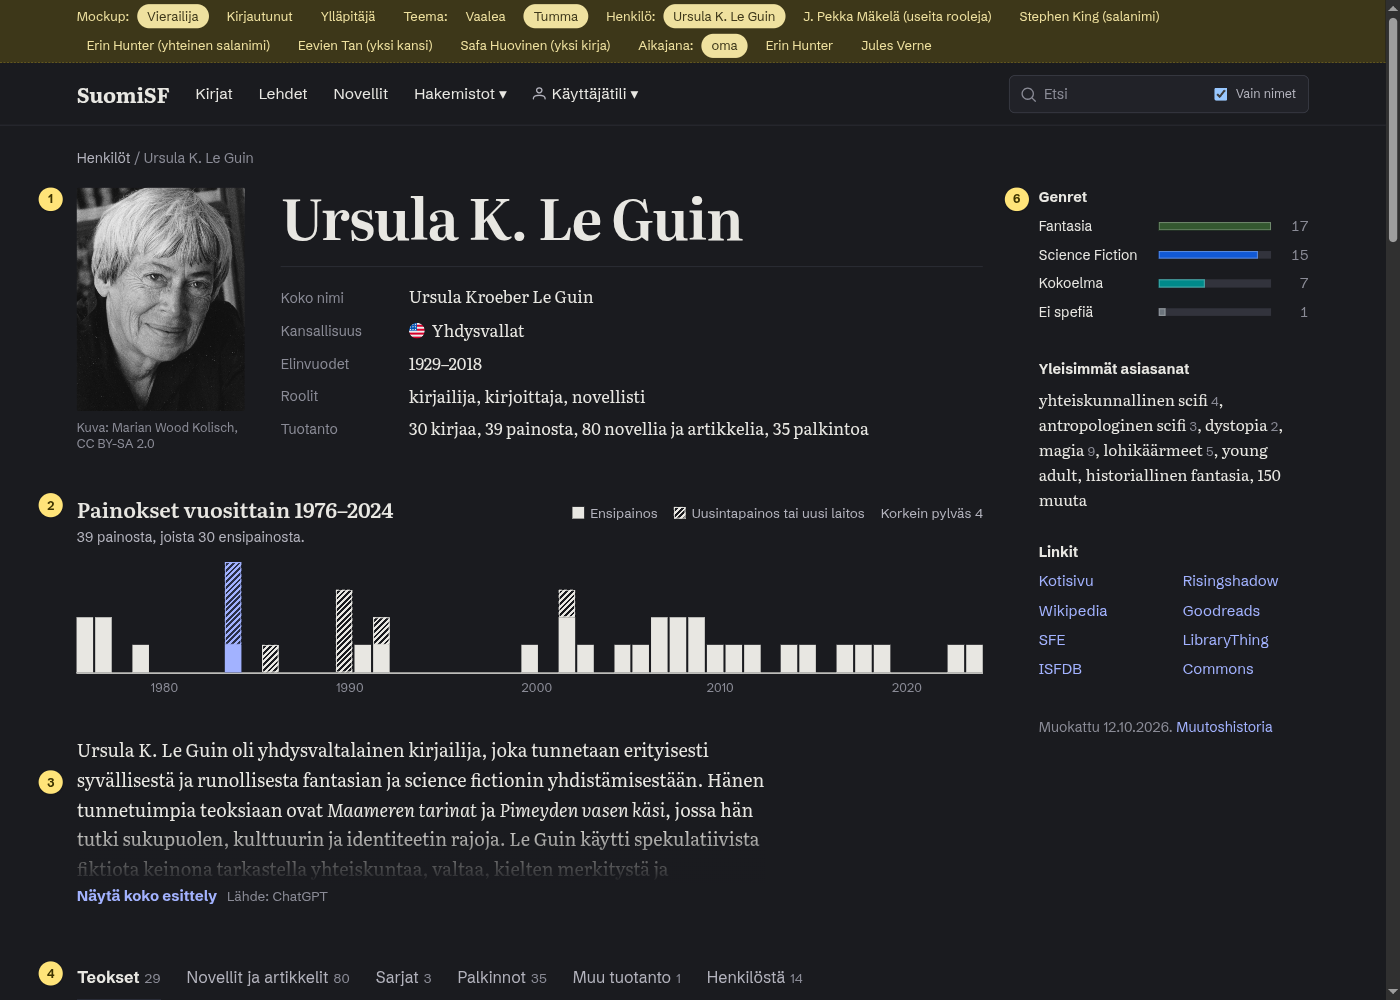 Mockup: Vierailija Kirjautunut Ylläpitäjä Teema: Vaalea Tumma Henkilö: Ursula K. Le Guin J. Pekka Mäkelä (useita rooleja) Stephen King (salanimi)
Erin Hunter (yhteinen salanimi) Eevien Tan (yksi kansi) Safa Huovinen (yksi kirja) Aikajana: oma Erin Hunter Jules Verne
SuomiSF Kirjat Lehdet Novellit Hakemistot ▾ Käyttäjätili ▾ Etsi Vain nimet
Henkilöt / Ursula K. Le Guin
1
Ursula K. Le Guin
Koko nimi Ursula Kroeber Le Guin
Kansallisuus Yhdysvallat
Elinvuodet 1929–2018
Roolit kirjailija, kirjoittaja, novellisti
Tuotanto 30 kirjaa, 39 painosta, 80 novellia ja artikkelia, 35 palkintoa
Kuva: Marian Wood Kolisch,
CC BY-SA 2.0
2
Painokset vuosittain 1976–2024
Ensipainos Uusintapainos tai uusi laitos Korkein pylväs 4
39 painosta, joista 30 ensipainosta.
1980 1990 2000 2010 2020
3
Ursula K. Le Guin oli yhdysvaltalainen kirjailija, joka tunnetaan erityisesti
syvällisestä ja runollisesta fantasian ja science fictionin yhdistämisestään. Hänen
tunnetuimpia teoksiaan ovat Maameren tarinat ja Pimeyden vasen käsi, jossa hän
tutki sukupuolen, kulttuurin ja identiteetin rajoja. Le Guin käytti spekulatiivista
fiktiota keinona tarkastella yhteiskuntaa, valtaa, kielten merkitystä ja
Näytä koko esittely Lähde: ChatGPT
4
Teokset 29 Novellit ja artikkelit 80 Sarjat 3 Palkinnot 35 Muu tuotanto 1 Henkilöstä 14
6
Genret
Fantasia 17
Science Fiction 15
Kokoelma 7
Ei spefiä 1
Yleisimmät asiasanat
yhteiskunnallinen scifi 4,
antropologinen scifi 3, dystopia 2,
magia 9, lohikäärmeet 5, young
adult, historiallinen fantasia, 150
muuta
Linkit
Kotisivu Risingshadow
Wikipedia Goodreads
SFE LibraryThing
ISFDB Commons
Muokattu 12.10.2026. Muutoshistoria